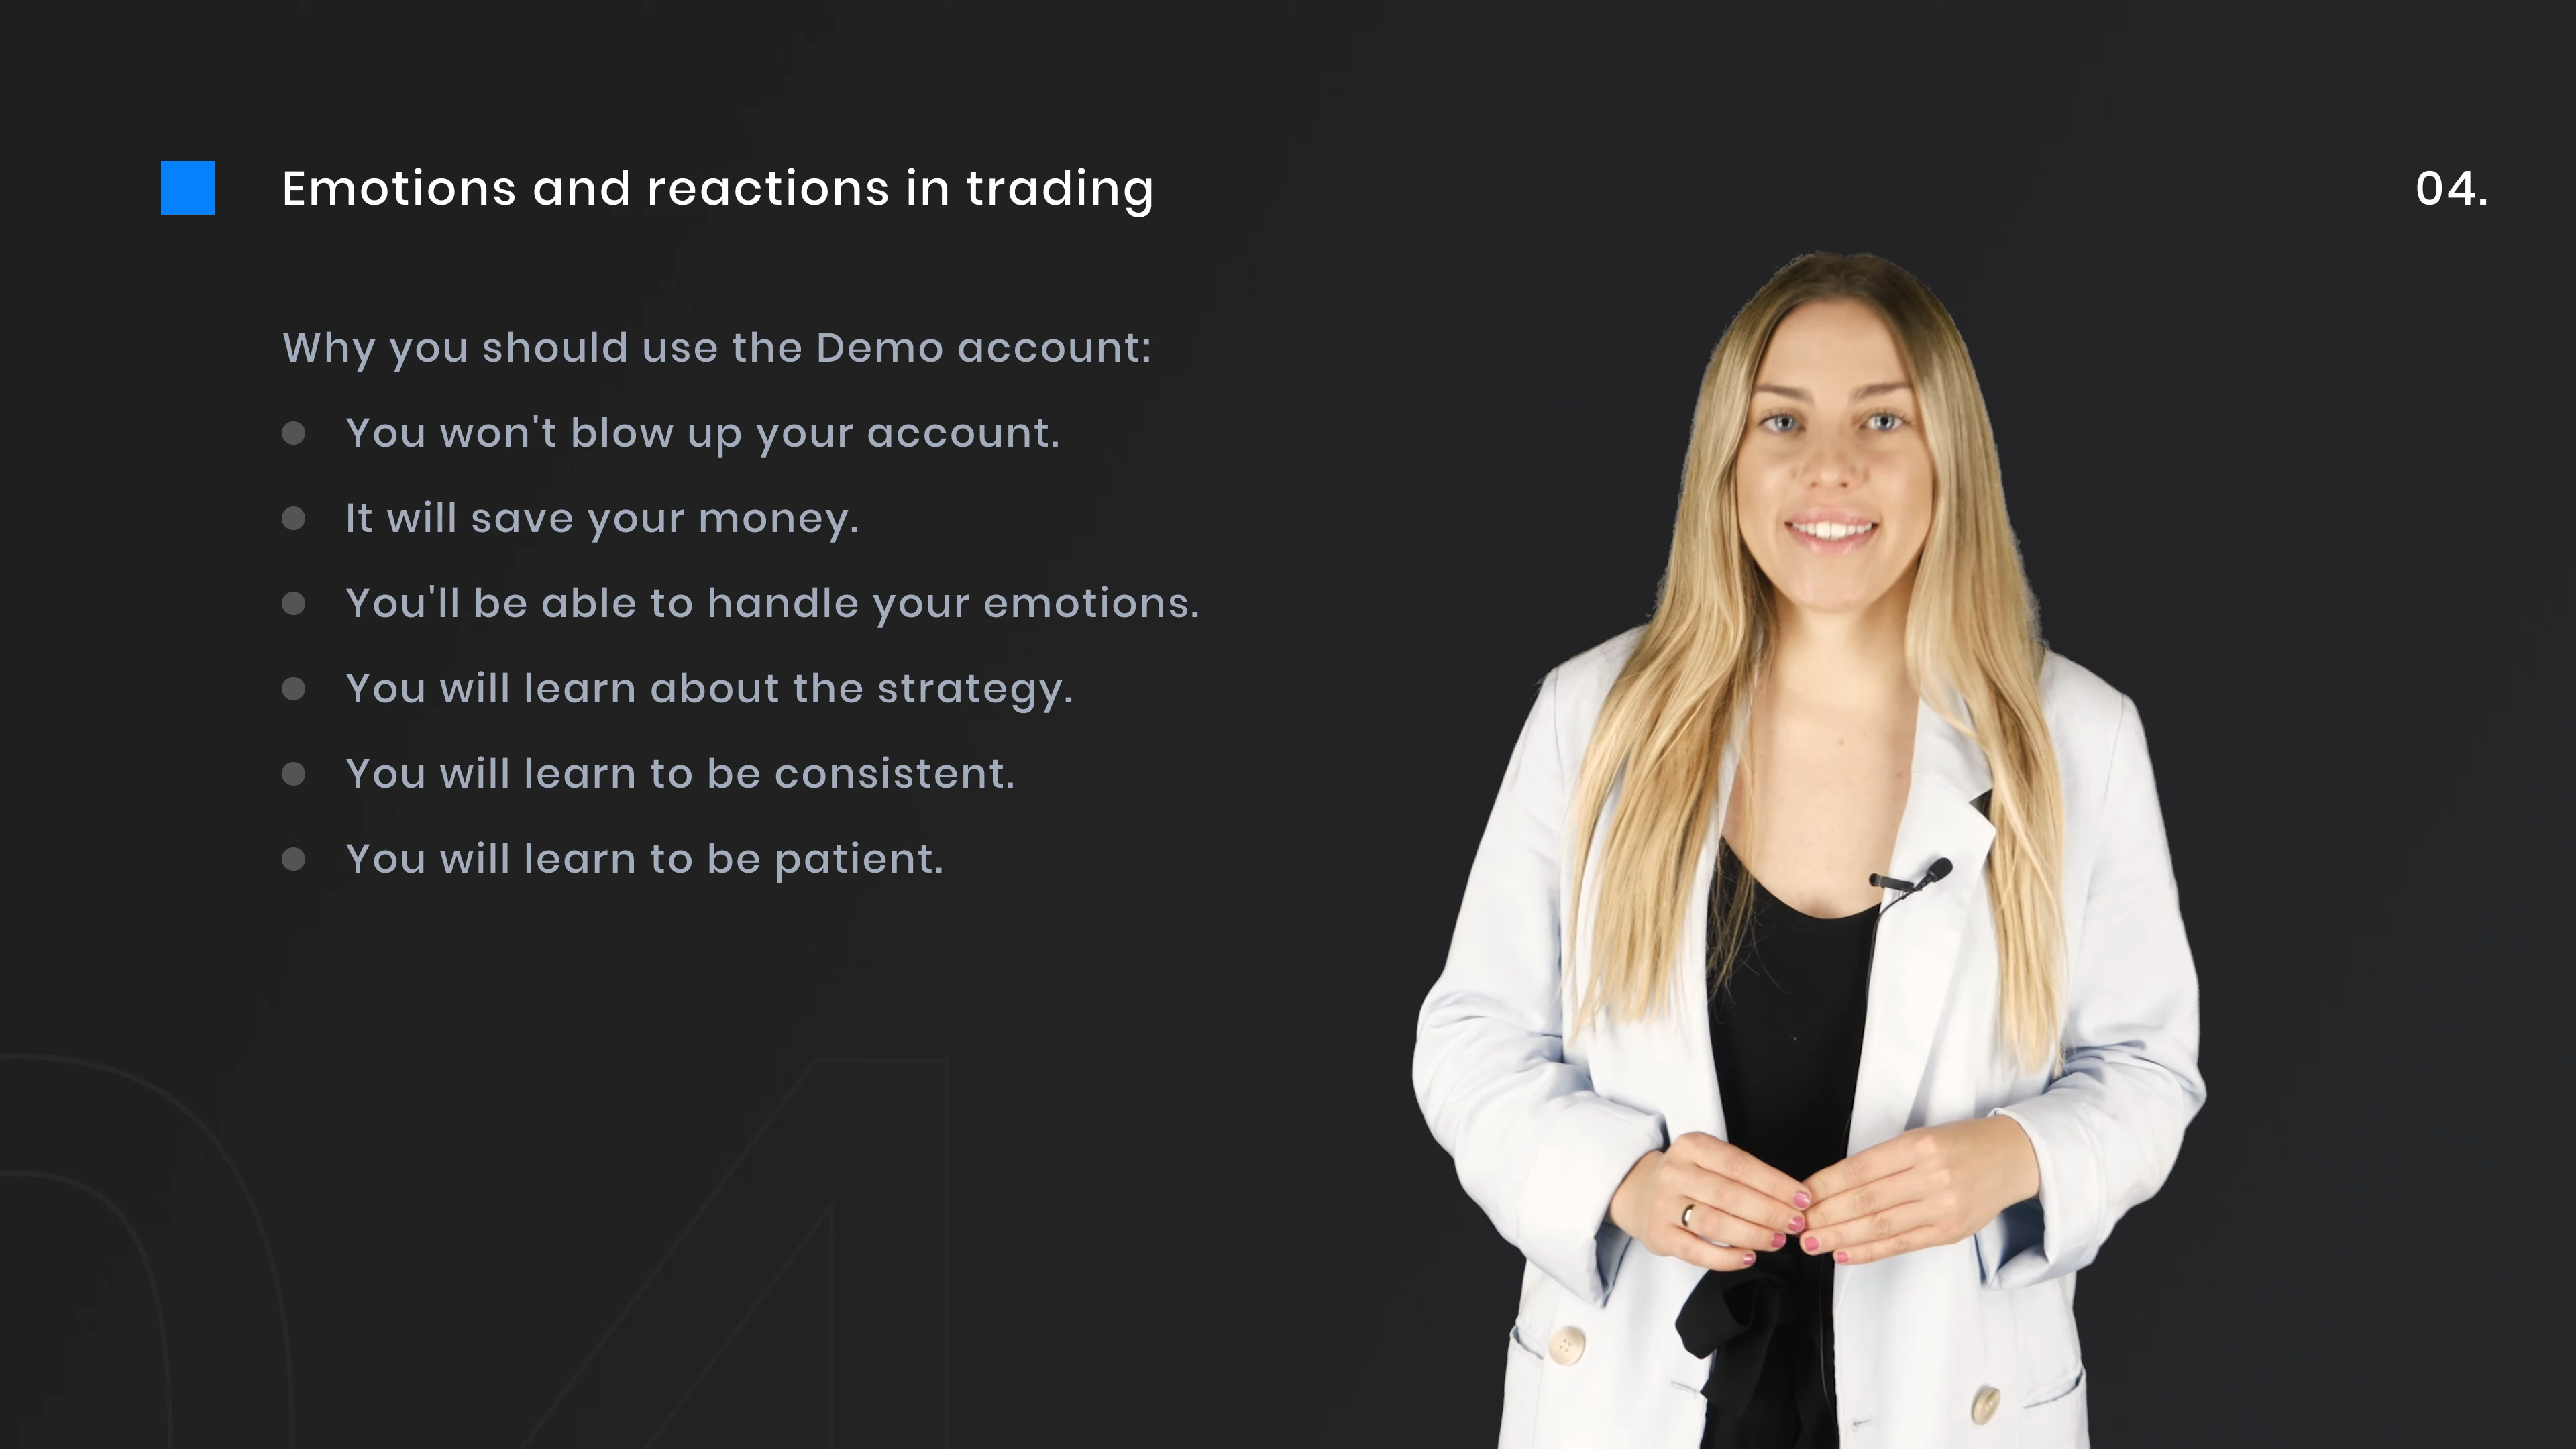 Emotions and reactions in trading
04.
Why you should use the Demo account:
You won't blow up your account.
It will save your money.
You'll be able to handle your emotions.
You will learn about the strategy.
You will learn to be consistent.
You will learn to be patient.
04